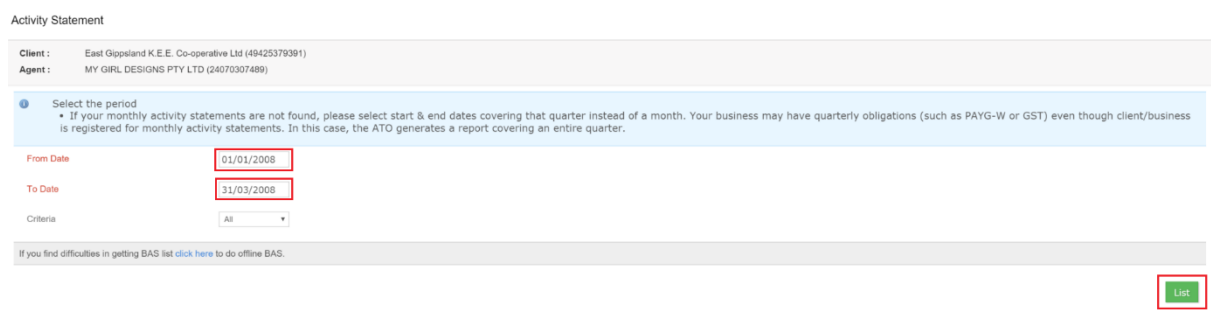 Activity Statement
Client : East Gippsland K.E.E. Co-operative Ltd (49425379391)
Agent : MY GIRL DESIGNS PTY LTD (24070307489)
Select the period
• If your monthly activity statements are not found, please select start & end dates covering that quarter instead of a month. Your business may have quarterly obligations (such as PAYG-W or GST) even though client/business
is registered for monthly activity statements. In this case, the ATO generates a report covering an entire quarter.
From Date 01/01/2008
To Date 31/03/2008
Criteria All
If you find difficulties in getting BAS list click here to do offline BAS.
List